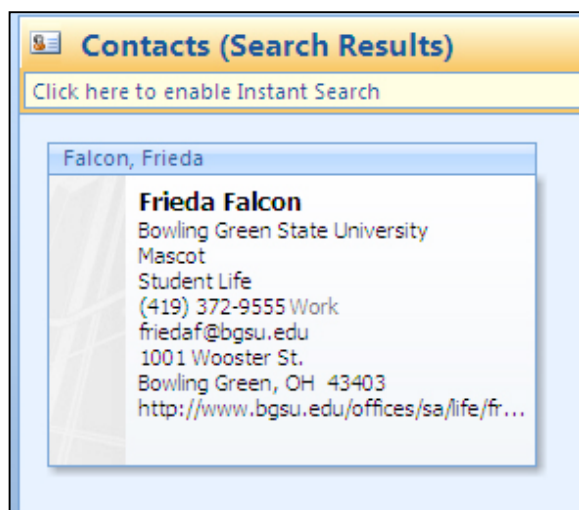 Contacts (Search Results)
Click here to enable Instant Search
Falcon, Frieda
Frieda Falcon
Bowling Green State University
Mascot
Student Life
(419) 372-9555 Work
friedaf@bgsu.edu
1001 Wooster St.
Bowling Green, OH  43403
http://www.bgsu.edu/offices/sa/life/fr...